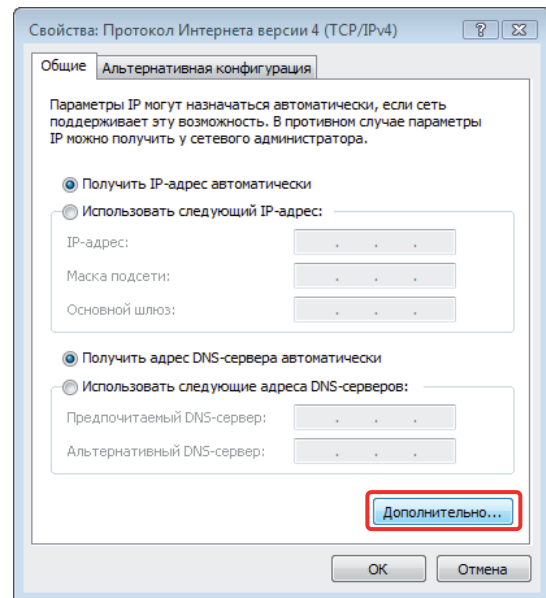 Свойства: Протокол Интернета версии 4 (TCP/IPv4)
Общие
Альтернативная конфигурация
Параметры IP могут назначаться автоматически, если сеть
поддерживает эту возможность. В противном случае параметры
IP можно получить у сетевого администратора.
Получить IP-адрес автоматически
Использовать следующий IP-адрес:
IP-адрес:
Маска подсети:
Основной шлюз:
Получить адрес DNS-сервера автоматически
Использовать следующие адреса DNS-серверов:
Предпочитаемый DNS-сервер:
Альтернативный DNS-сервер:
Дополнительно...
ОК
Отмена